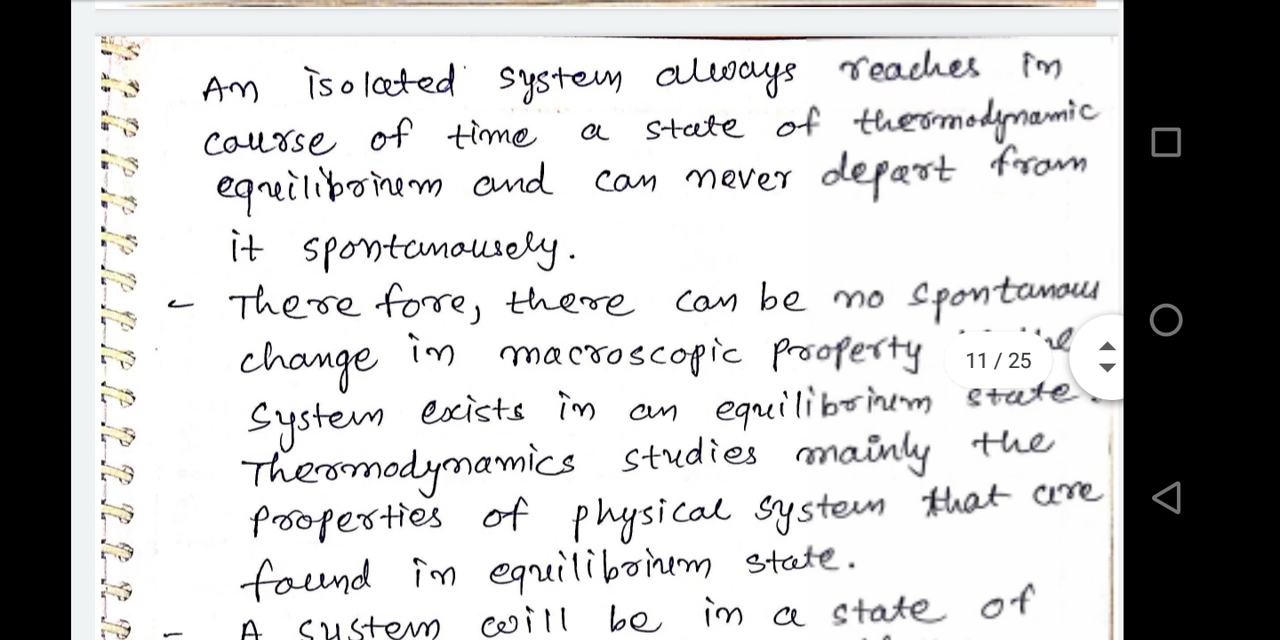 An isolated system always reaches in
course of time a state of thermodynamic
equilibrium and can never depart from
it spontanousely.
- There fore, there can be no spontanous
change in macroscopic property
11 / 25
system exists in an equilibrium state.
Thermodynamics studies mainly the
properties of physical system that are
found in equilibrium state.
- A system will be in a state of